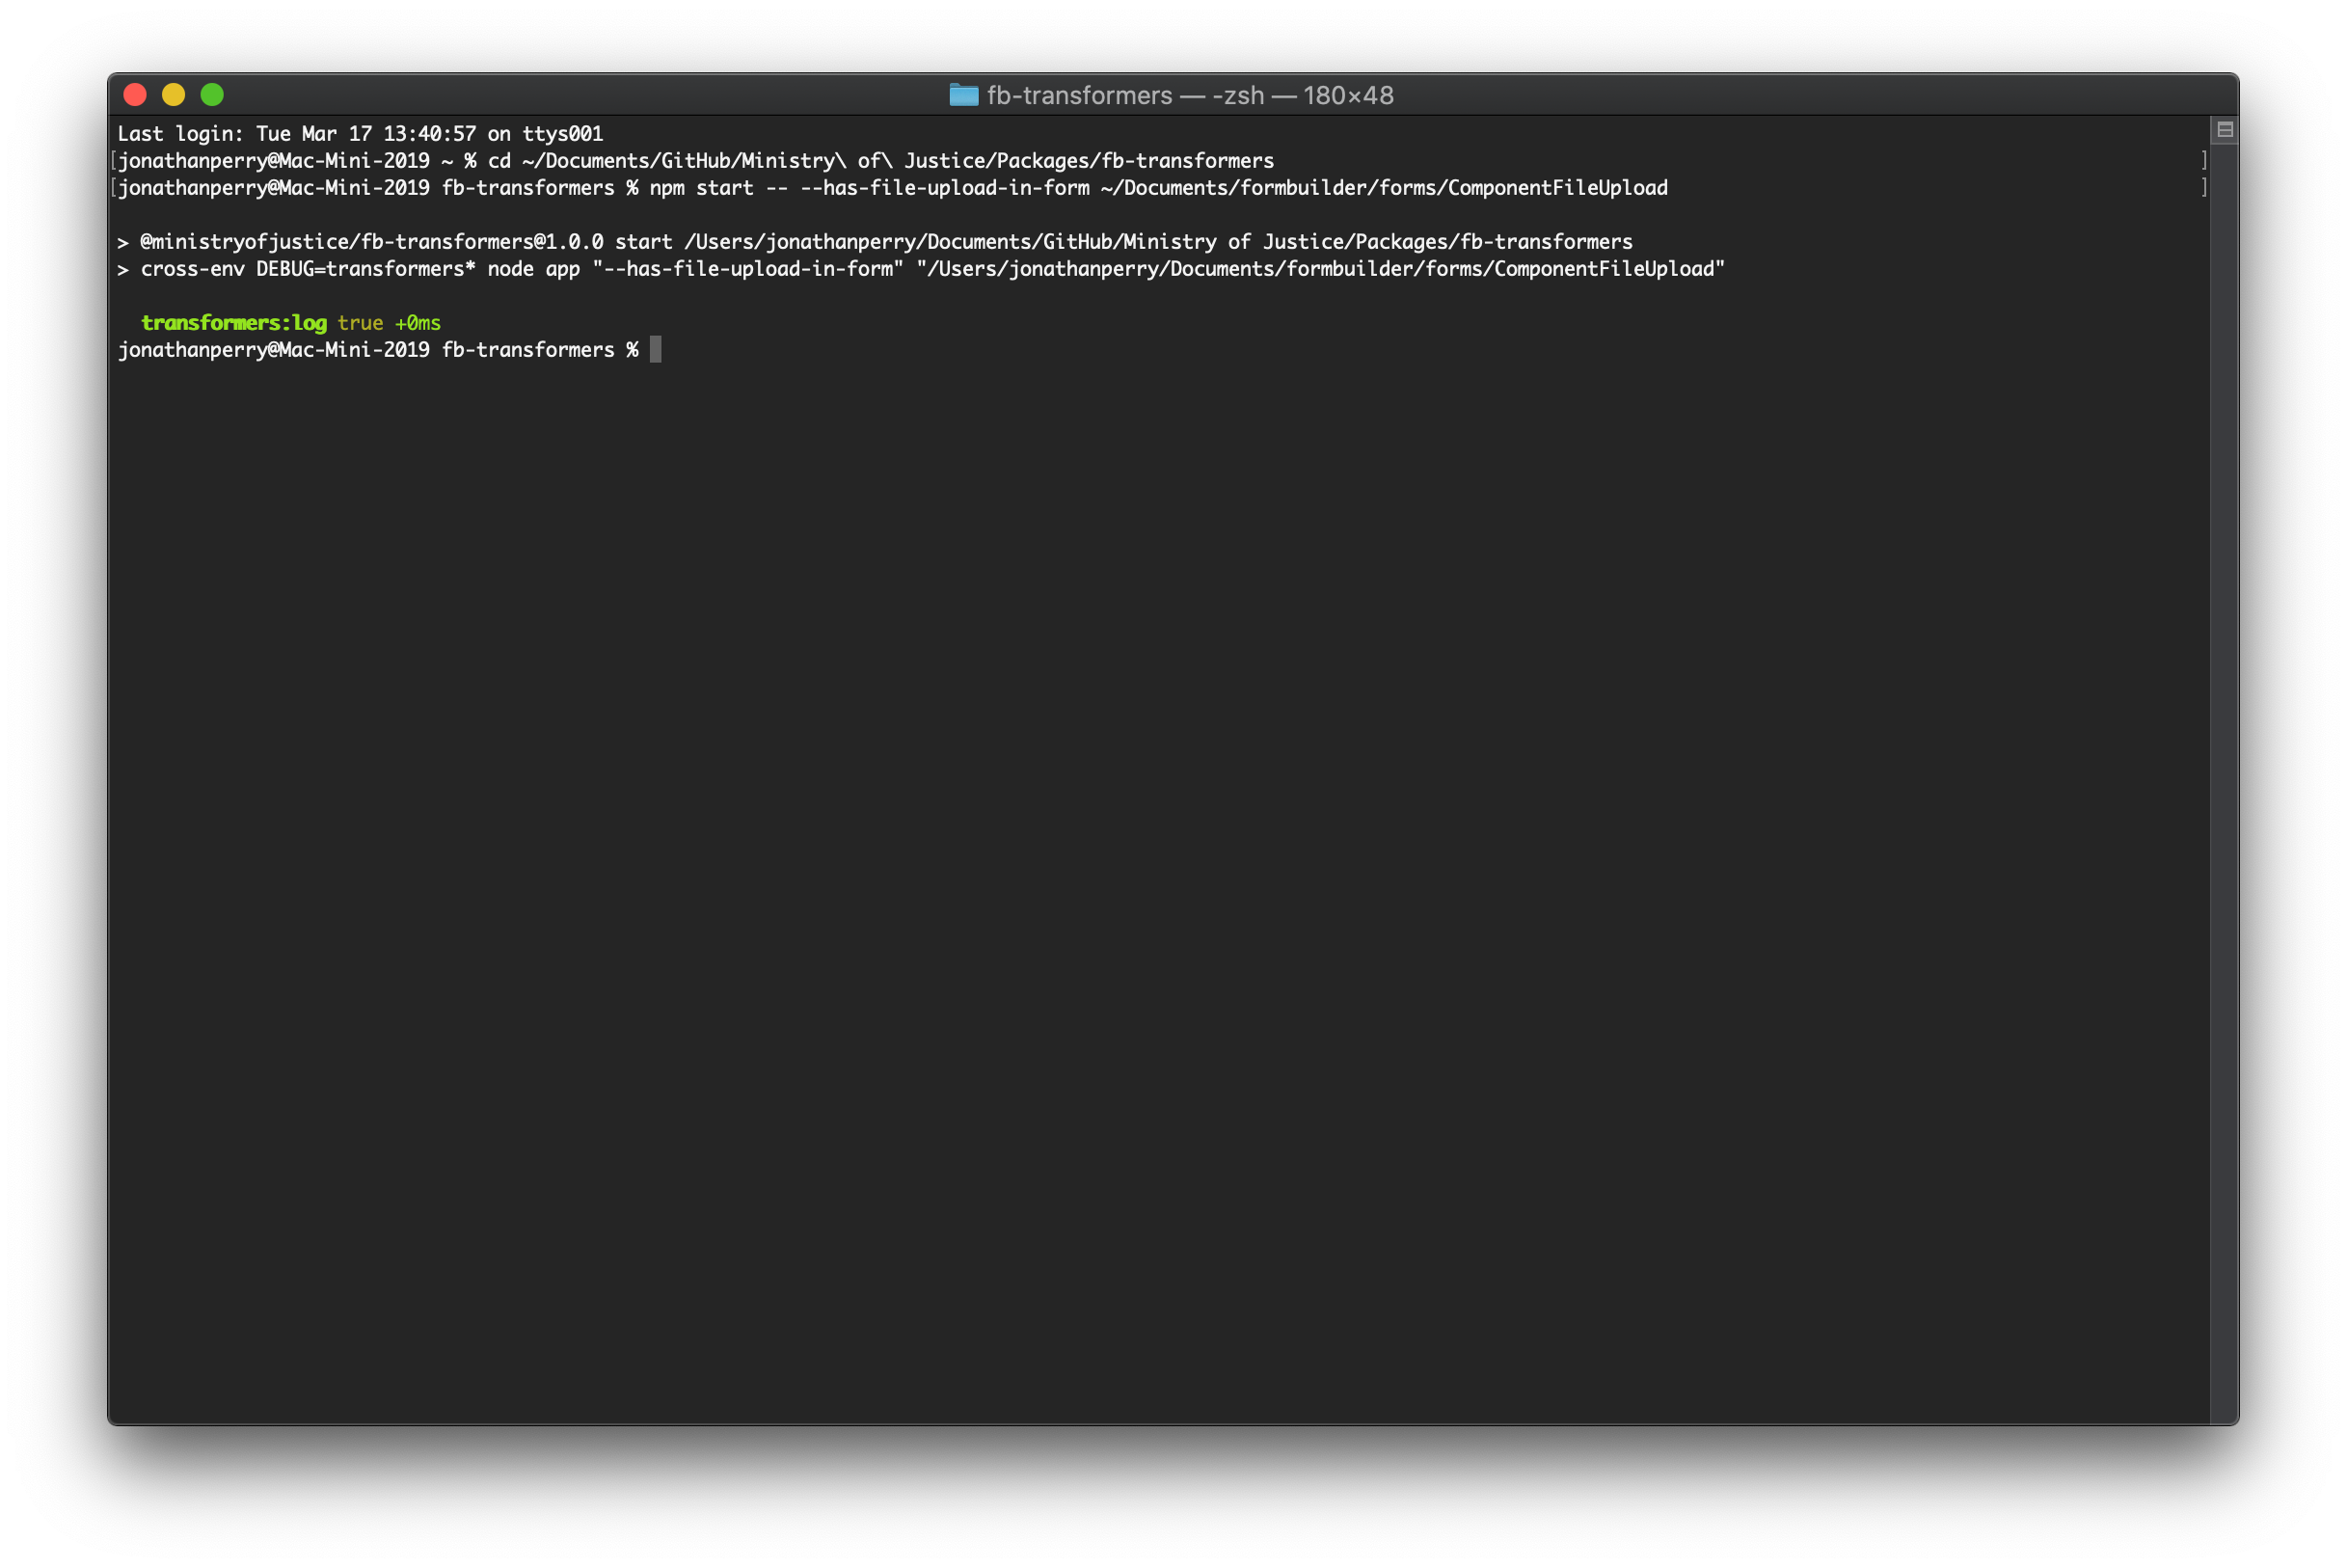 fb-transformers — -zsh — 180×48
Last login: Tue Mar 17 13:40:57 on ttys001
[jonathanperry@Mac-Mini-2019 ~ % cd ~/Documents/GitHub/Ministry\ of\ Justice/Packages/fb-transformers ]
[jonathanperry@Mac-Mini-2019 fb-transformers % npm start -- --has-file-upload-in-form ~/Documents/formbuilder/forms/ComponentFileUpload ]
> @ministryofjustice/fb-transformers@1.0.0 start /Users/jonathanperry/Documents/GitHub/Ministry of Justice/Packages/fb-transformers
> cross-env DEBUG=transformers* node app "--has-file-upload-in-form" "/Users/jonathanperry/Documents/formbuilder/forms/ComponentFileUpload"
transformers:log true +0ms
jonathanperry@Mac-Mini-2019 fb-transformers %